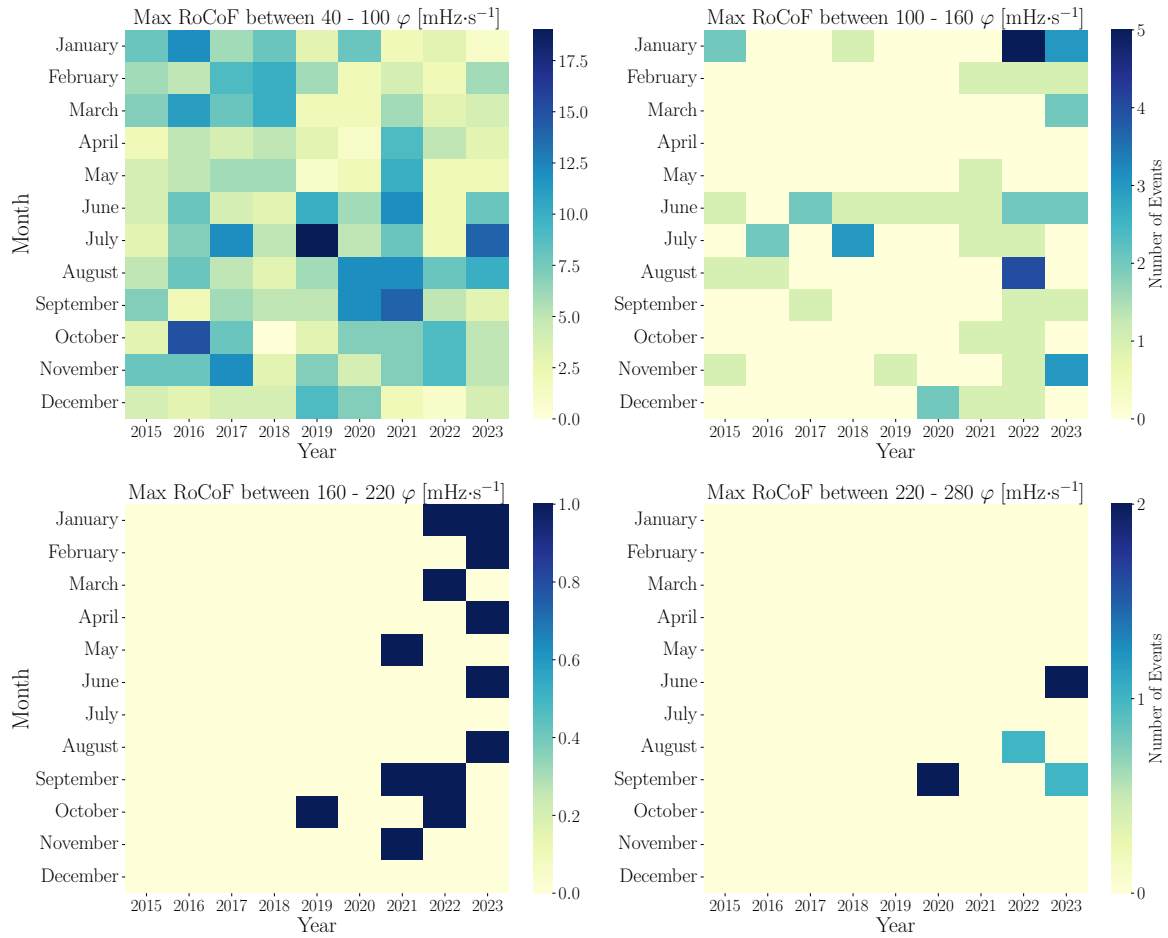 Max RoCoF between 40 - 100 φ [mHz·s⁻¹]
Month
January
February
March
April
May
June
July
August
September
October
November
December
2015 2016 2017 2018 2019 2020 2021 2022 2023
Year
17.5
15.0
12.5
10.0
7.5
5.0
2.5
0.0
Max RoCoF between 100 - 160 φ [mHz·s⁻¹]
January
February
March
April
May
June
July
August
September
October
November
December
2015 2016 2017 2018 2019 2020 2021 2022 2023
Year
5
4
3
2
1
0
Number of Events
Max RoCoF between 160 - 220 φ [mHz·s⁻¹]
Month
January
February
March
April
May
June
July
August
September
October
November
December
2015 2016 2017 2018 2019 2020 2021 2022 2023
Year
1.0
0.8
0.6
0.4
0.2
0.0
Max RoCoF between 220 - 280 φ [mHz·s⁻¹]
January
February
March
April
May
June
July
August
September
October
November
December
2015 2016 2017 2018 2019 2020 2021 2022 2023
Year
2
1
0
Number of Events